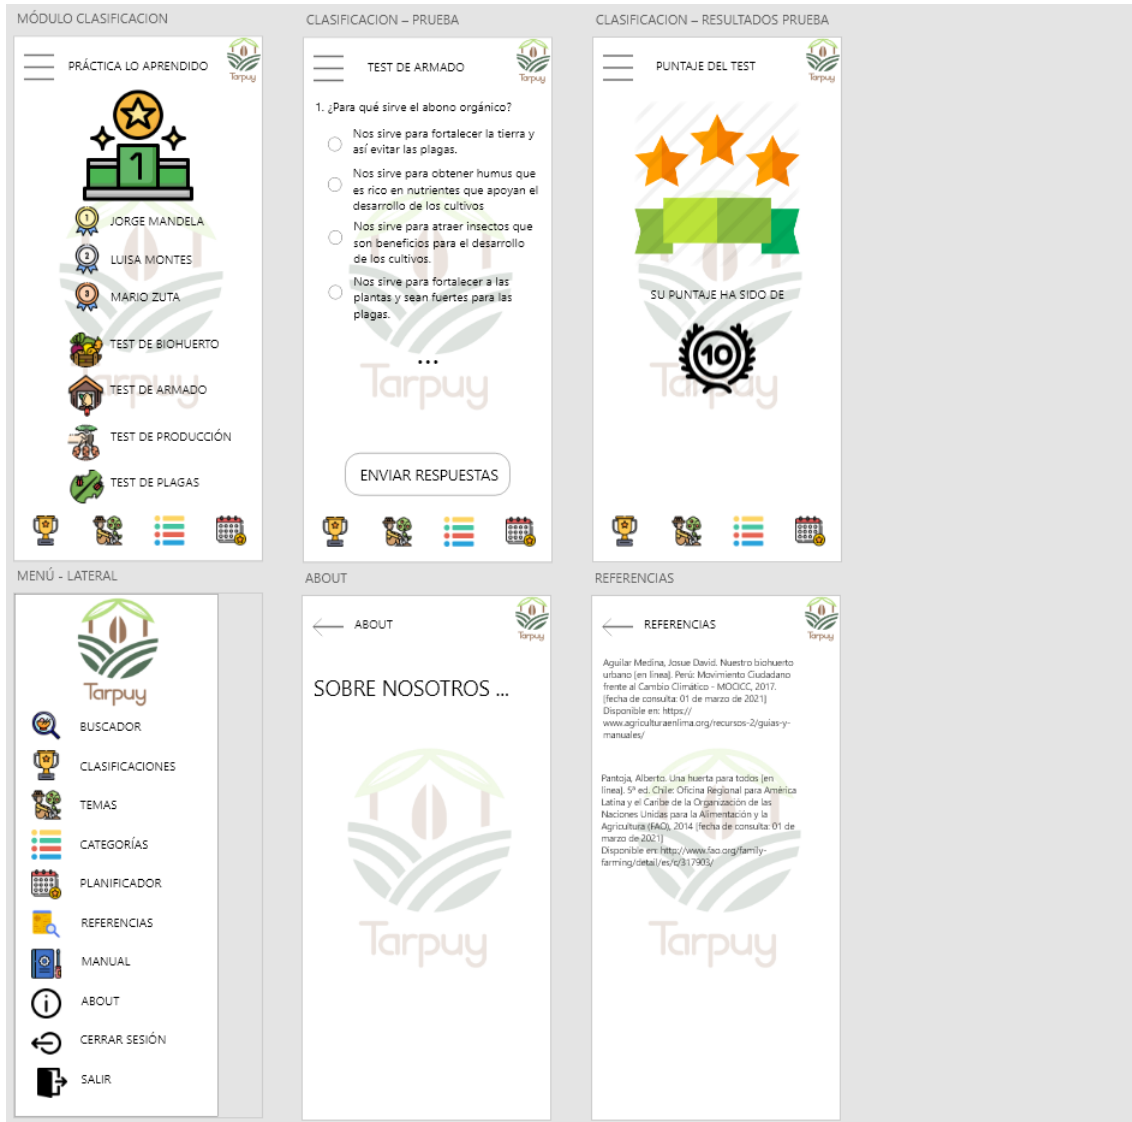 MÓDULO CLASIFICACION
PRÁCTICA LO APRENDIDO
Tarpuy
1
1
JORGE MANDELA
2
LUISA MONTES
3
MARIO ZUTA
TEST DE BIOHUERTO
TEST DE ARMADO
TEST DE PRODUCCIÓN
TEST DE PLAGAS
Tarpuy
CLASIFICACION – PRUEBA
TEST DE ARMADO
Tarpuy
1. ¿Para qué sirve el abono orgánico?
Nos sirve para fortalecer la tierra y
así evitar las plagas.
Nos sirve para obtener humus que
es rico en nutrientes que apoyan el
desarrollo de los cultivos
Nos sirve para atraer insectos que
son beneficios para el desarrollo
de los cultivos.
Nos sirve para fortalecer a las
plantas y sean fuertes para las
plagas.
...
Tarpuy
ENVIAR RESPUESTAS
CLASIFICACION – RESULTADOS PRUEBA
PUNTAJE DEL TEST
Tarpuy
SU PUNTAJE HA SIDO DE
10
Tarpuy
MENÚ - LATERAL
Tarpuy
BUSCADOR
CLASIFICACIONES
TEMAS
CATEGORÍAS
PLANIFICADOR
REFERENCIAS
MANUAL
ABOUT
CERRAR SESIÓN
SALIR
ABOUT
ABOUT
Tarpuy
SOBRE NOSOTROS ...
Tarpuy
REFERENCIAS
REFERENCIAS
Tarpuy
Aguilar Medina, Josue David. Nuestro biohuerto
urbano [en línea]. Perú: Movimiento Ciudadano
frente al Cambio Climático - MOCICC, 2017.
[fecha de consulta: 01 de marzo de 2021]
Disponible en: https://
www.agriculturaenlima.org/recursos-2/guias-y-
manuales/
Pantoja, Alberto. Una huerta para todos [en
línea]. 5ª ed. Chile: Oficina Regional para América
Latina y el Caribe de la Organización de las
Naciones Unidas para la Alimentación y la
Agricultura (FAO), 2014 [fecha de consulta: 01 de
marzo de 2021]
Disponible en: http://www.fao.org/family-
farming/detail/es/c/317903/
Tarpuy